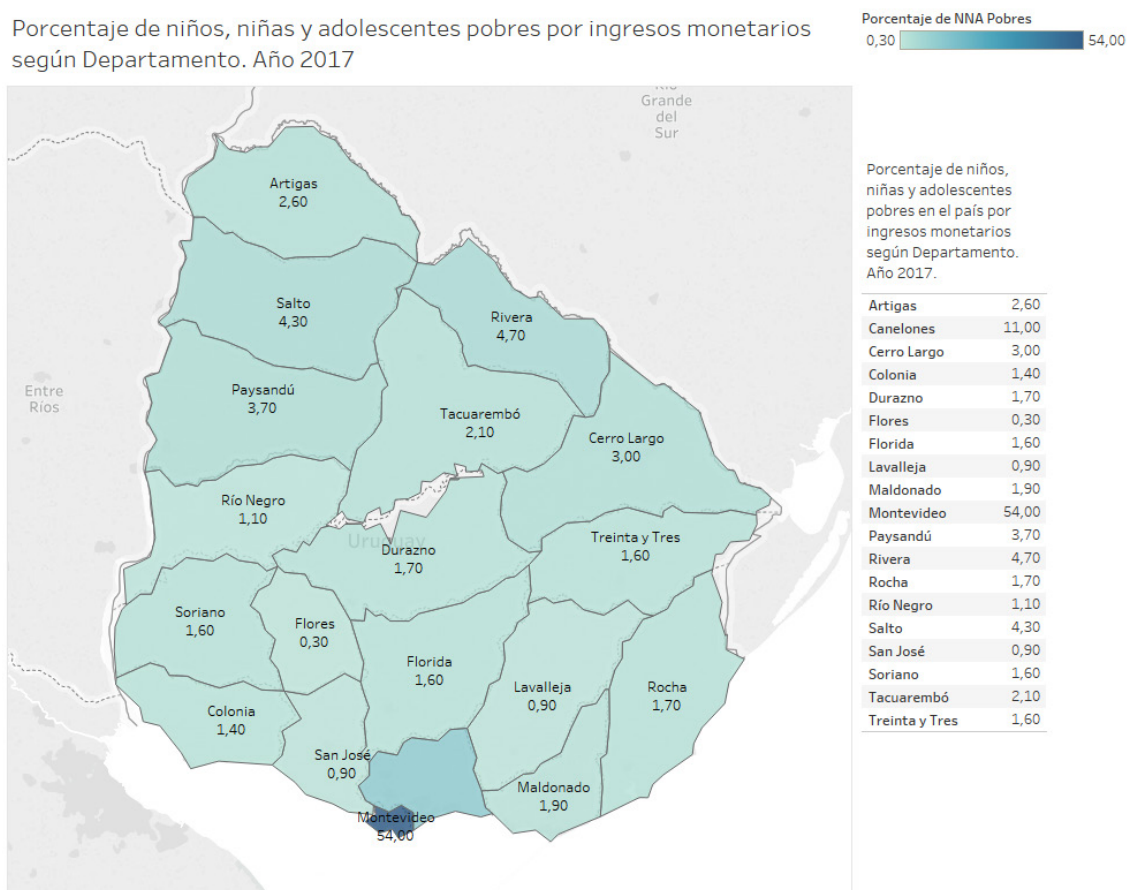 Porcentaje de niños, niñas y adolescentes pobres por ingresos monetarios
según Departamento. Año 2017
Porcentaje de NNA Pobres
0,30 54,00
Grande
del
Sur
Artigas
2,60
Salto
4,30
Rivera
4,70
Entre
Ríos
Paysandú
3,70
Tacuarembó
2,10
Cerro Largo
3,00
Río Negro
1,10
Uruguay
Durazno
1,70
Treinta y Tres
1,60
Soriano
1,60
Flores
0,30
Florida
1,60
Lavalleja
0,90
Rocha
1,70
Colonia
1,40
San José
0,90
Maldonado
1,90
Montevideo
54,00
Porcentaje de niños,
niñas y adolescentes
pobres en el país por
ingresos monetarios
según Departamento.
Año 2017.
Artigas 2,60
Canelones 11,00
Cerro Largo 3,00
Colonia 1,40
Durazno 1,70
Flores 0,30
Florida 1,60
Lavalleja 0,90
Maldonado 1,90
Montevideo 54,00
Paysandú 3,70
Rivera 4,70
Rocha 1,70
Río Negro 1,10
Salto 4,30
San José 0,90
Soriano 1,60
Tacuarembó 2,10
Treinta y Tres 1,60